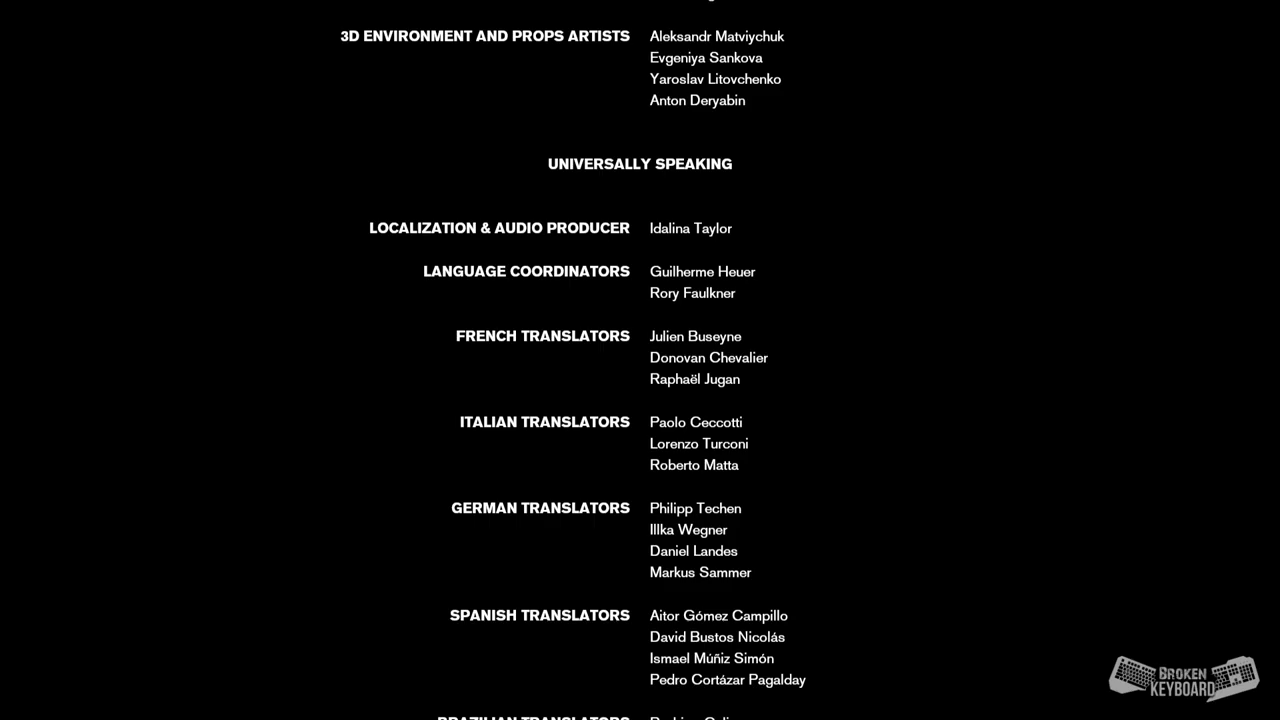 3D ENVIRONMENT AND PROPS ARTISTS Aleksandr Matviychuk
Evgeniya Sankova
Yaroslav Litovchenko
Anton Deryabin
UNIVERSALLY SPEAKING
LOCALIZATION & AUDIO PRODUCER Idalina Taylor
LANGUAGE COORDINATORS Guilherme Heuer
Rory Faulkner
FRENCH TRANSLATORS Julien Buseyne
Donovan Chevalier
Raphaël Jugan
ITALIAN TRANSLATORS Paolo Ceccotti
Lorenzo Turconi
Roberto Matta
GERMAN TRANSLATORS Philipp Techen
Illka Wegner
Daniel Landes
Markus Sammer
SPANISH TRANSLATORS Aitor Gómez Campillo
David Bustos Nicolás
Ismael Múñiz Simón
Pedro Cortázar Pagalday
BRAZILIAN TRANSLATORS
BROKEN
KEYBOARD